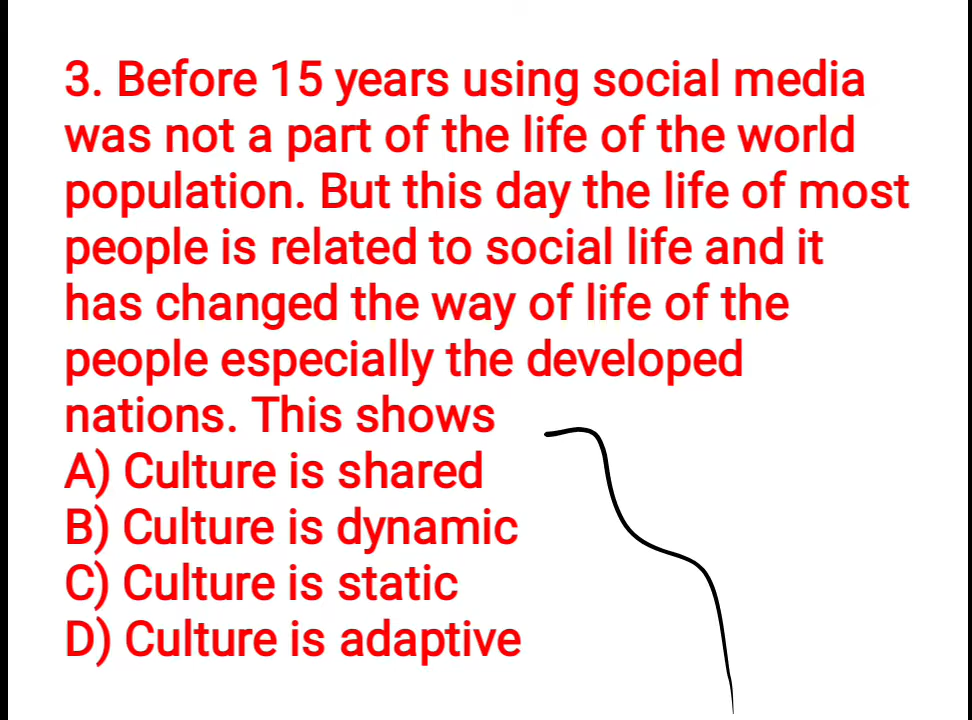 3. Before 15 years using social media
was not a part of the life of the world
population. But this day the life of most
people is related to social life and it
has changed the way of life of the
people especially the developed
nations. This shows
A) Culture is shared
B) Culture is dynamic
C) Culture is static
D) Culture is adaptive